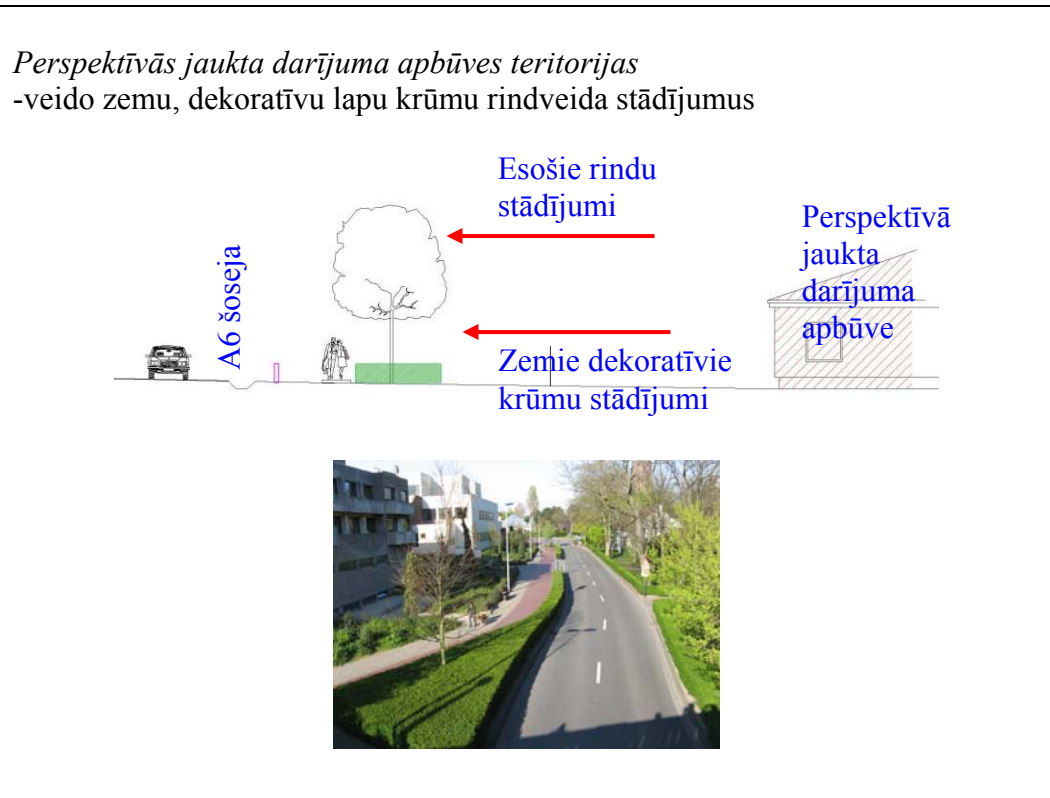 Perspektīvās jaukta darījuma apbūves teritorijas
-veido zemu, dekoratīvu lapu krūmu rindveida stādījumus
Esošie rindu
stādījumi
Perspektīvā
jaukta
darījuma
apbūve
A6 šoseja
Zemie dekoratīvie
krūmu stādījumi